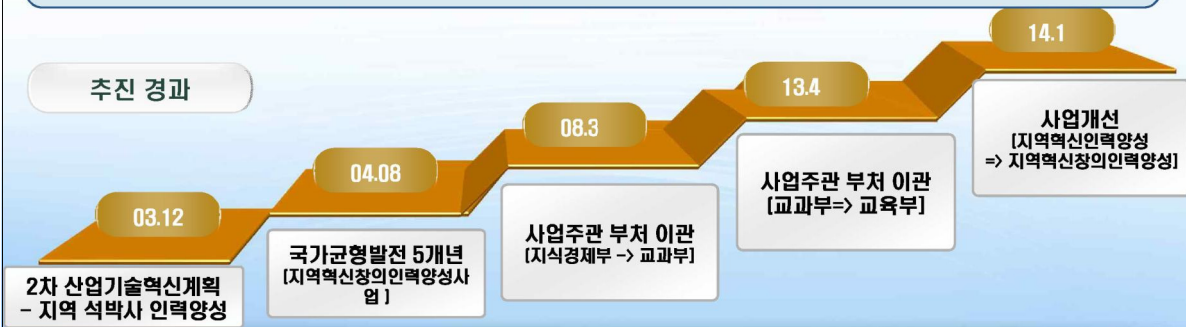 추진 경과
03.12
2차 산업기술혁신계획
- 지역 석박사 인력양성
04.08
국가균형발전 5개년
[지역혁신창의인력양성사
업 ]
08.3
사업주관 부처 이관
[지식경제부 -> 교과부]
13.4
사업주관 부처 이관
[교과부=> 교육부]
14.1
사업개선
[지역혁신인력양성
=> 지역혁신창의인력양성]